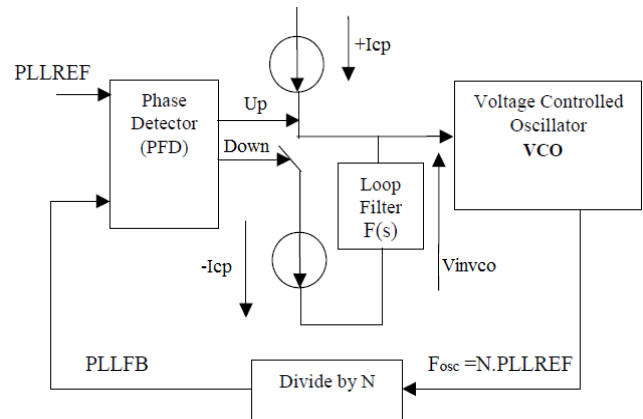 +Icp
PLLREF
Phase
Detector
(PFD)
Up
Down
Voltage Controlled
Oscillator
VCO
Loop
Filter
F(s)
-Icp
Vinvco
PLLFB
Fosc =N.PLLREF
Divide by N